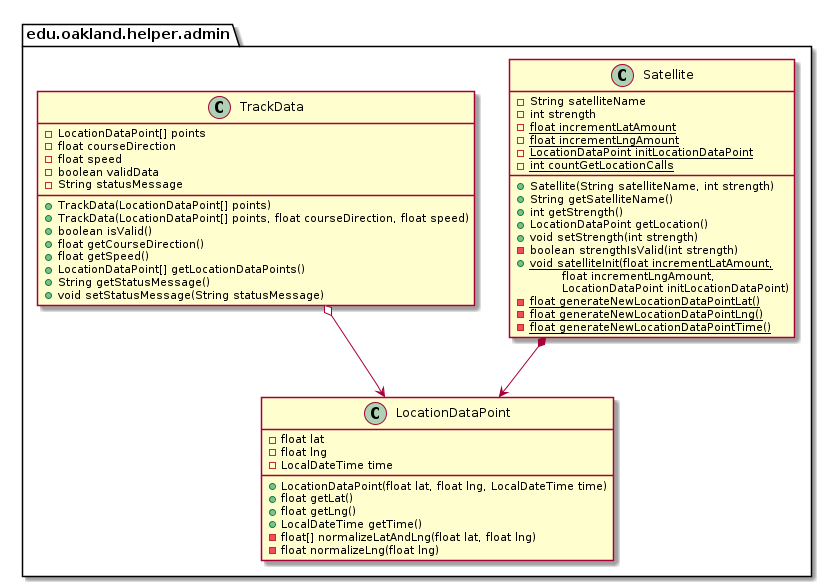 edu.oakland.helper.admin
C TrackData
LocationDataPoint[] points
float courseDirection
float speed
boolean validData
String statusMessage
TrackData(LocationDataPoint[] points)
TrackData(LocationDataPoint[] points, float courseDirection, float speed)
boolean isValid()
float getCourseDirection()
float getSpeed()
LocationDataPoint[] getLocationDataPoints()
String getStatusMessage()
void setStatusMessage(String statusMessage)
C Satellite
String satelliteName
int strength
float incrementLatAmount
float incrementLngAmount
LocationDataPoint initLocationDataPoint
int countGetLocationCalls
Satellite(String satelliteName, int strength)
String getSatelliteName()
int getStrength()
LocationDataPoint getLocation()
void setStrength(int strength)
boolean strengthIsValid(int strength)
void satelliteInit(float incrementLatAmount,
float incrementLngAmount,
LocationDataPoint initLocationDataPoint)
float generateNewLocationDataPointLat()
float generateNewLocationDataPointLng()
float generateNewLocationDataPointTime()
C LocationDataPoint
float lat
float lng
LocalDateTime time
LocationDataPoint(float lat, float lng, LocalDateTime time)
float getLat()
float getLng()
LocalDateTime getTime()
float[] normalizeLatAndLng(float lat, float lng)
float normalizeLng(float lng)